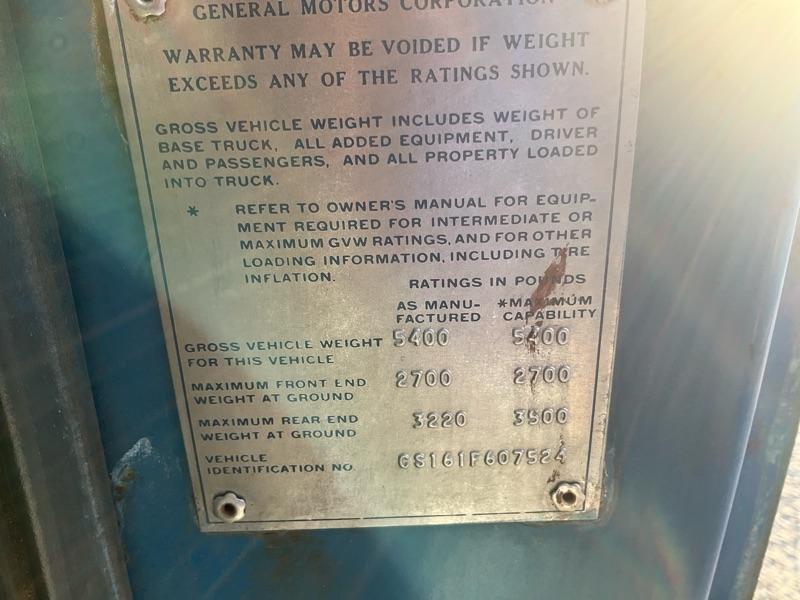 GENERAL MOTORS CORPORATION
WARRANTY MAY BE VOIDED IF WEIGHT
EXCEEDS ANY OF THE RATINGS SHOWN.
GROSS VEHICLE WEIGHT INCLUDES WEIGHT OF
BASE TRUCK, ALL ADDED EQUIPMENT, DRIVER
AND PASSENGERS, AND ALL PROPERTY LOADED
INTO TRUCK.
* REFER TO OWNER'S MANUAL FOR EQUIP-
MENT REQUIRED FOR INTERMEDIATE OR
MAXIMUM GVW RATINGS, AND FOR OTHER
LOADING INFORMATION, INCLUDING TIRE
INFLATION.
RATINGS IN POUNDS
AS MANU- *MAXIMUM
FACTURED CAPABILITY
GROSS VEHICLE WEIGHT 5400 5400
FOR THIS VEHICLE
MAXIMUM FRONT END 2700 2700
WEIGHT AT GROUND
MAXIMUM REAR END 3220 3900
WEIGHT AT GROUND
VEHICLE
IDENTIFICATION NO. CS161F607524